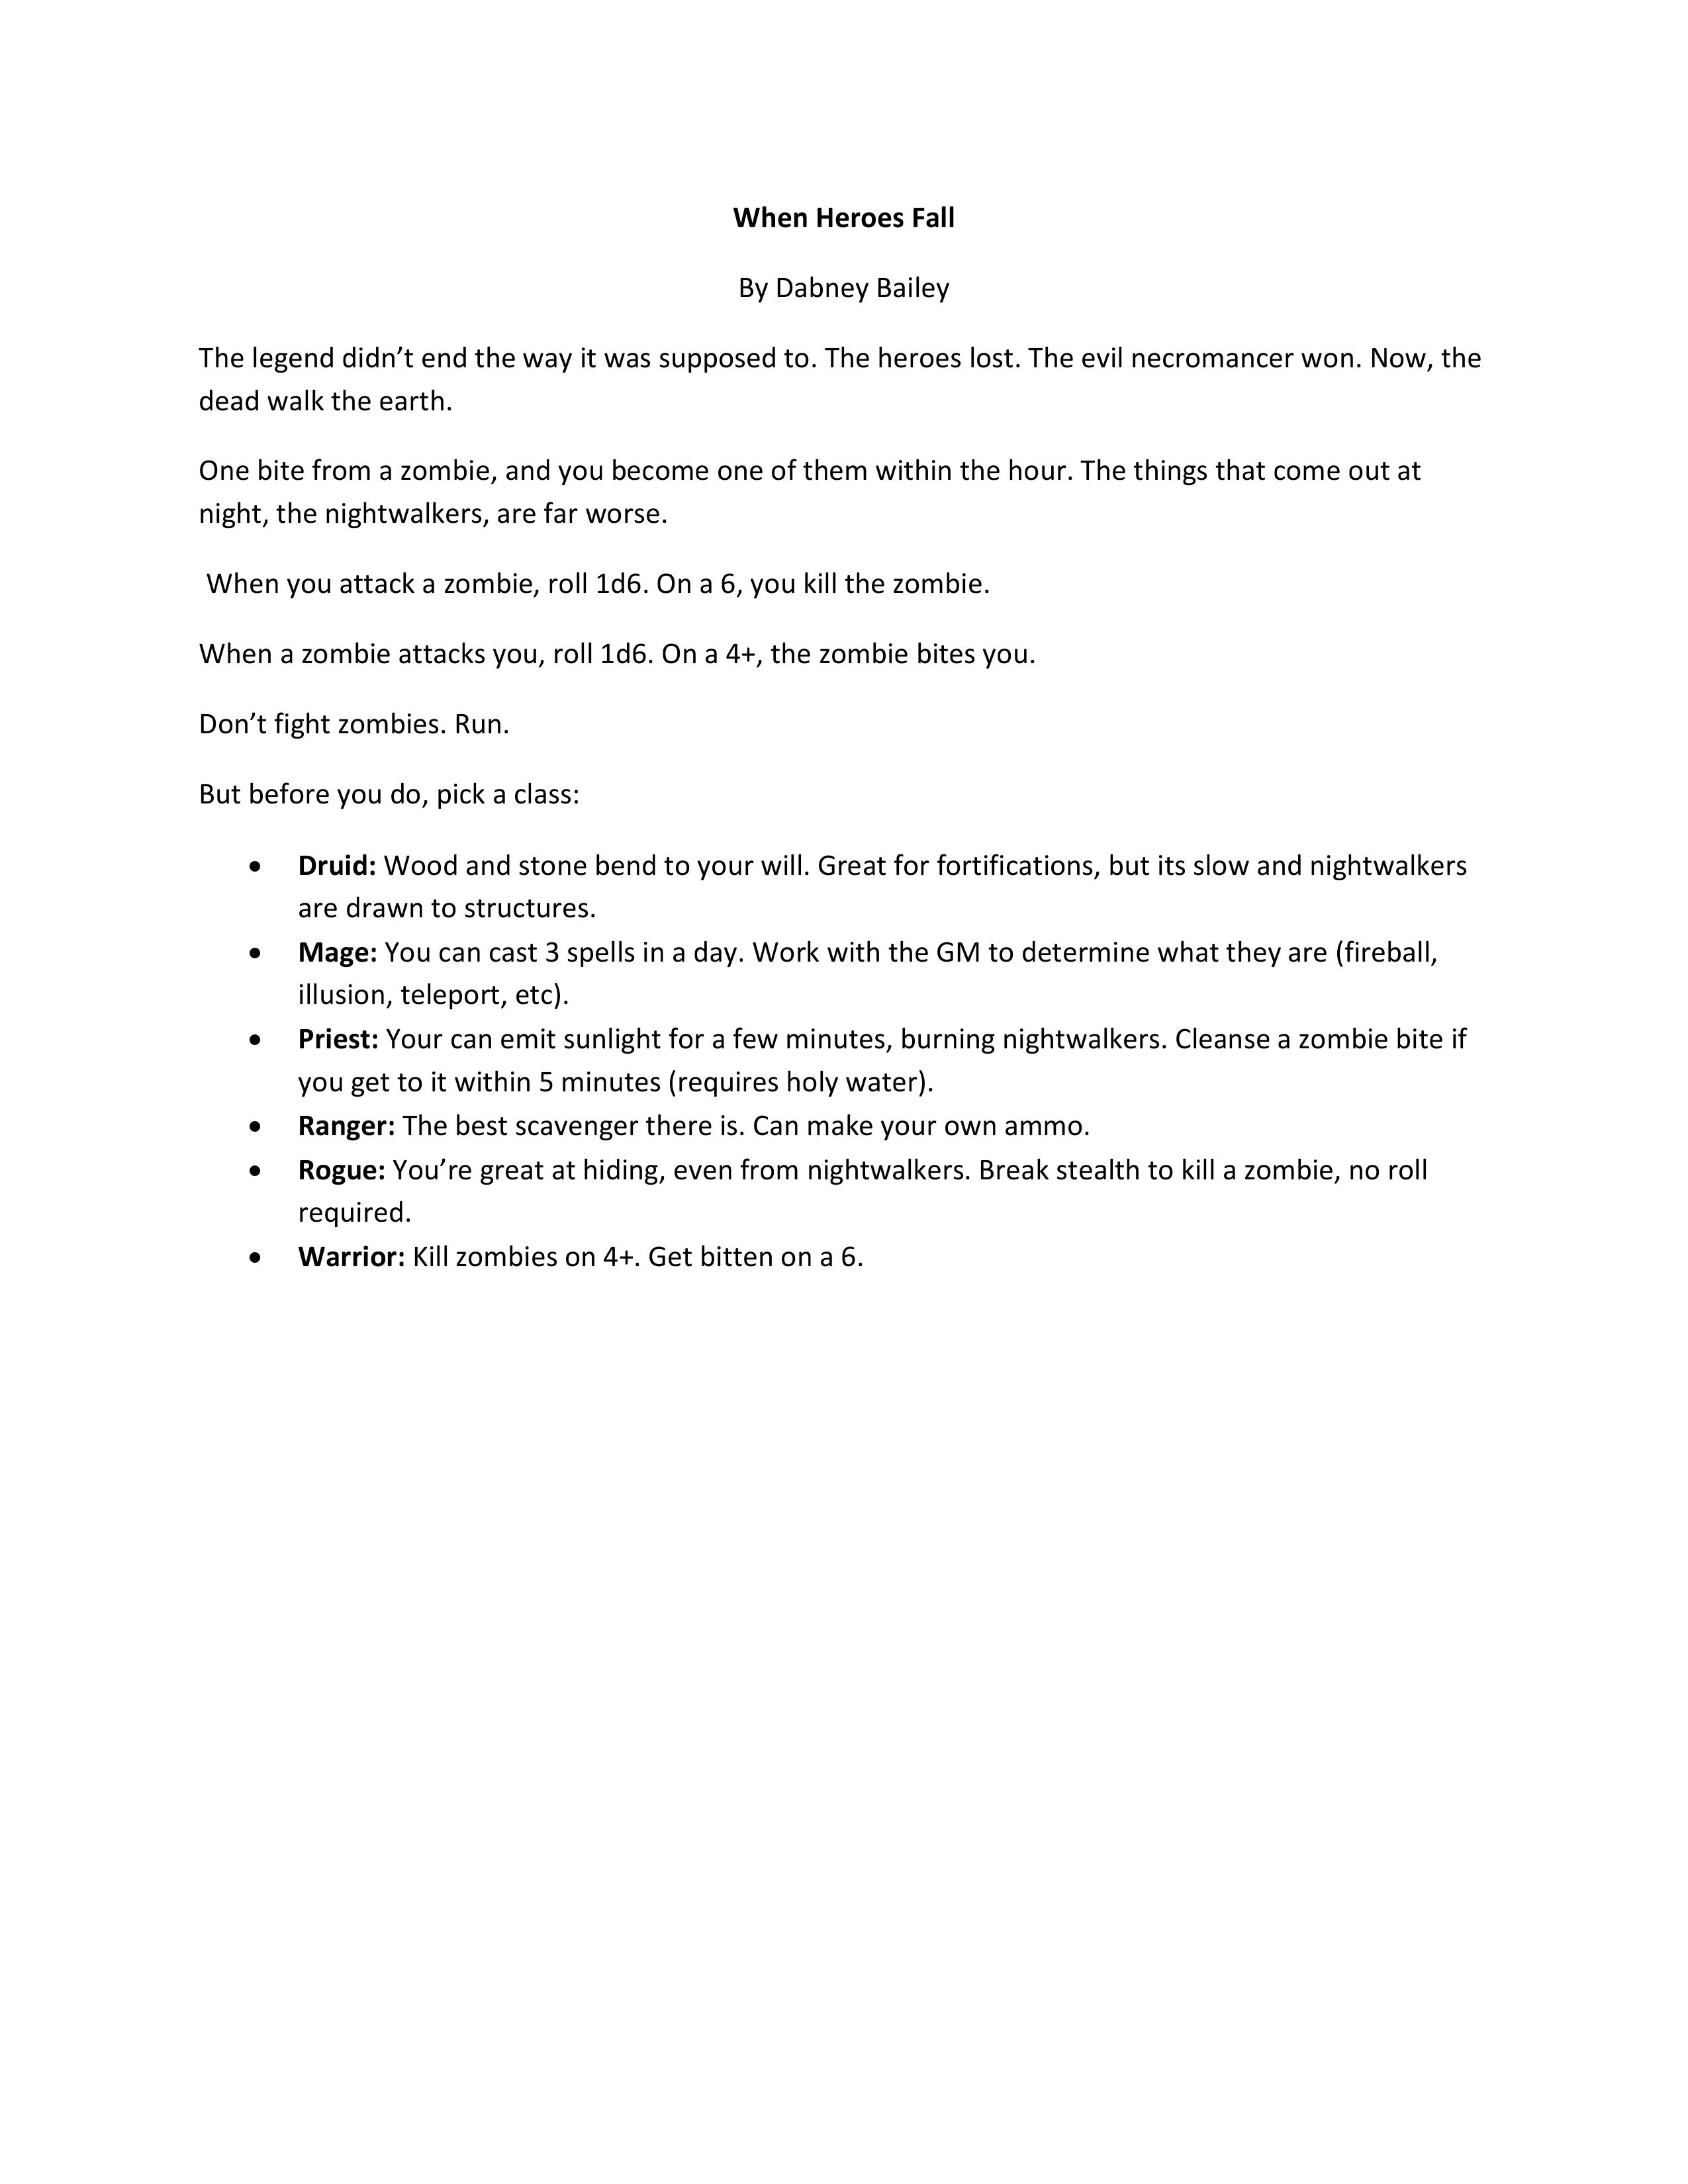 When Heroes Fall
By Dabney Bailey
The legend didn’t end the way it was supposed to. The heroes lost. The evil necromancer won. Now, the
dead walk the earth.
One bite from a zombie, and you become one of them within the hour. The things that come out at
night, the nightwalkers, are far worse.
When you attack a zombie, roll 1d6. On a 6, you kill the zombie.
When a zombie attacks you, roll 1d6. On a 4+, the zombie bites you.
Don’t fight zombies. Run.
But before you do, pick a class:
• Druid: Wood and stone bend to your will. Great for fortifications, but its slow and nightwalkers
are drawn to structures.
• Mage: You can cast 3 spells in a day. Work with the GM to determine what they are (fireball,
illusion, teleport, etc).
• Priest: Your can emit sunlight for a few minutes, burning nightwalkers. Cleanse a zombie bite if
you get to it within 5 minutes (requires holy water).
• Ranger: The best scavenger there is. Can make your own ammo.
• Rogue: You’re great at hiding, even from nightwalkers. Break stealth to kill a zombie, no roll
required.
• Warrior: Kill zombies on 4+. Get bitten on a 6.